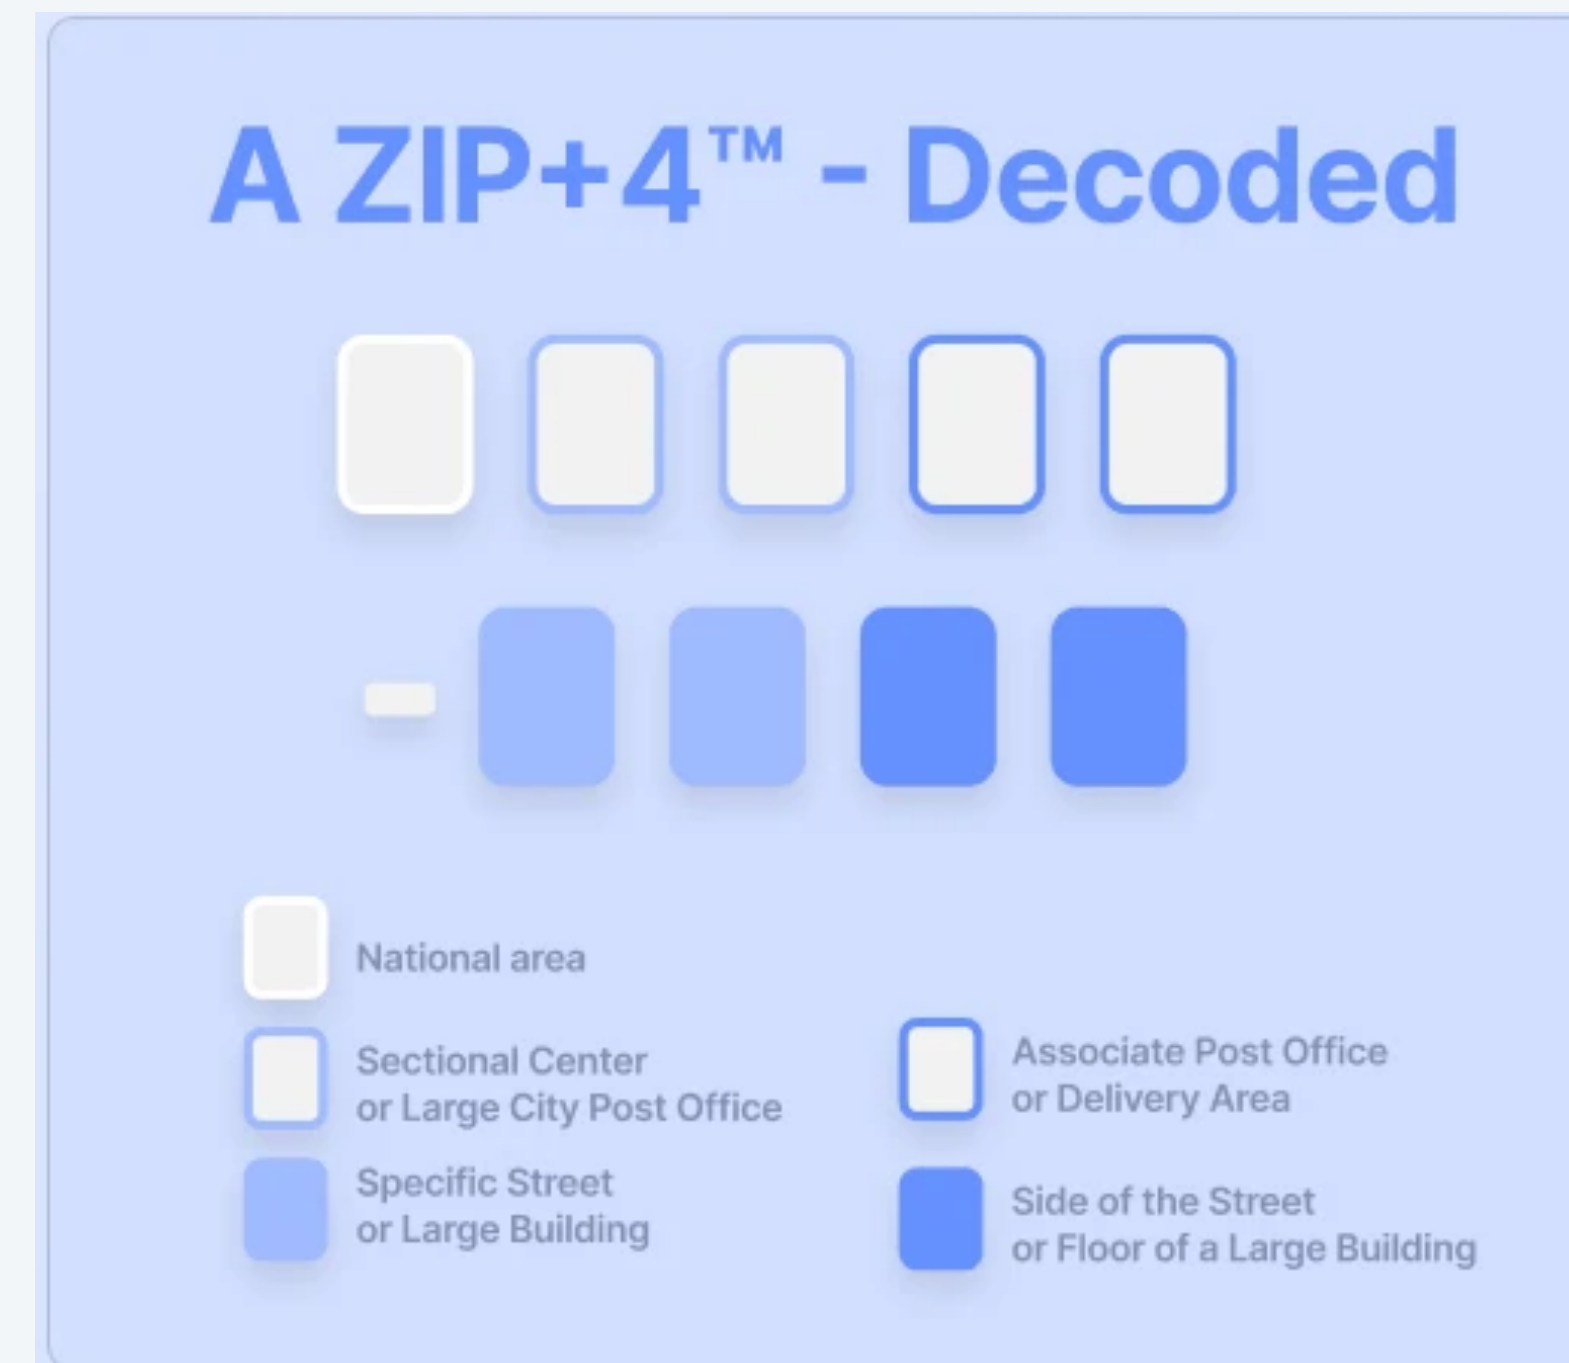 A ZIP+4™ - Decoded
National area
Sectional Center
or Large City Post Office
Associate Post Office
or Delivery Area
Specific Street
or Large Building
Side of the Street
or Floor of a Large Building